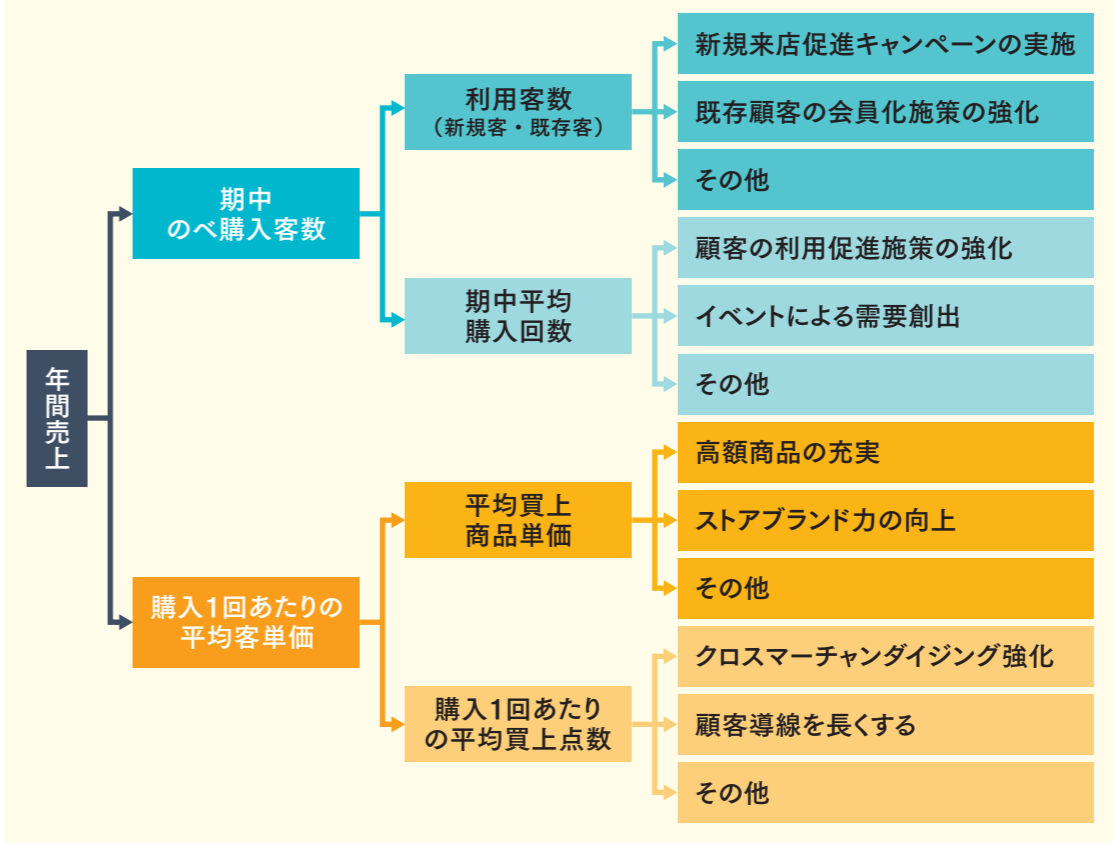 年間売上
期中
のべ購入客数
利用客数
（新規客・既存客）
新規来店促進キャンペーンの実施
既存顧客の会員化施策の強化
その他
期中平均
購入回数
顧客の利用促進施策の強化
イベントによる需要創出
その他
購入1回あたりの
平均客単価
平均買上
商品単価
高額商品の充実
ストアブランド力の向上
その他
購入1回あたり
の平均買上点数
クロスマーチャンダイジング強化
顧客導線を長くする
その他